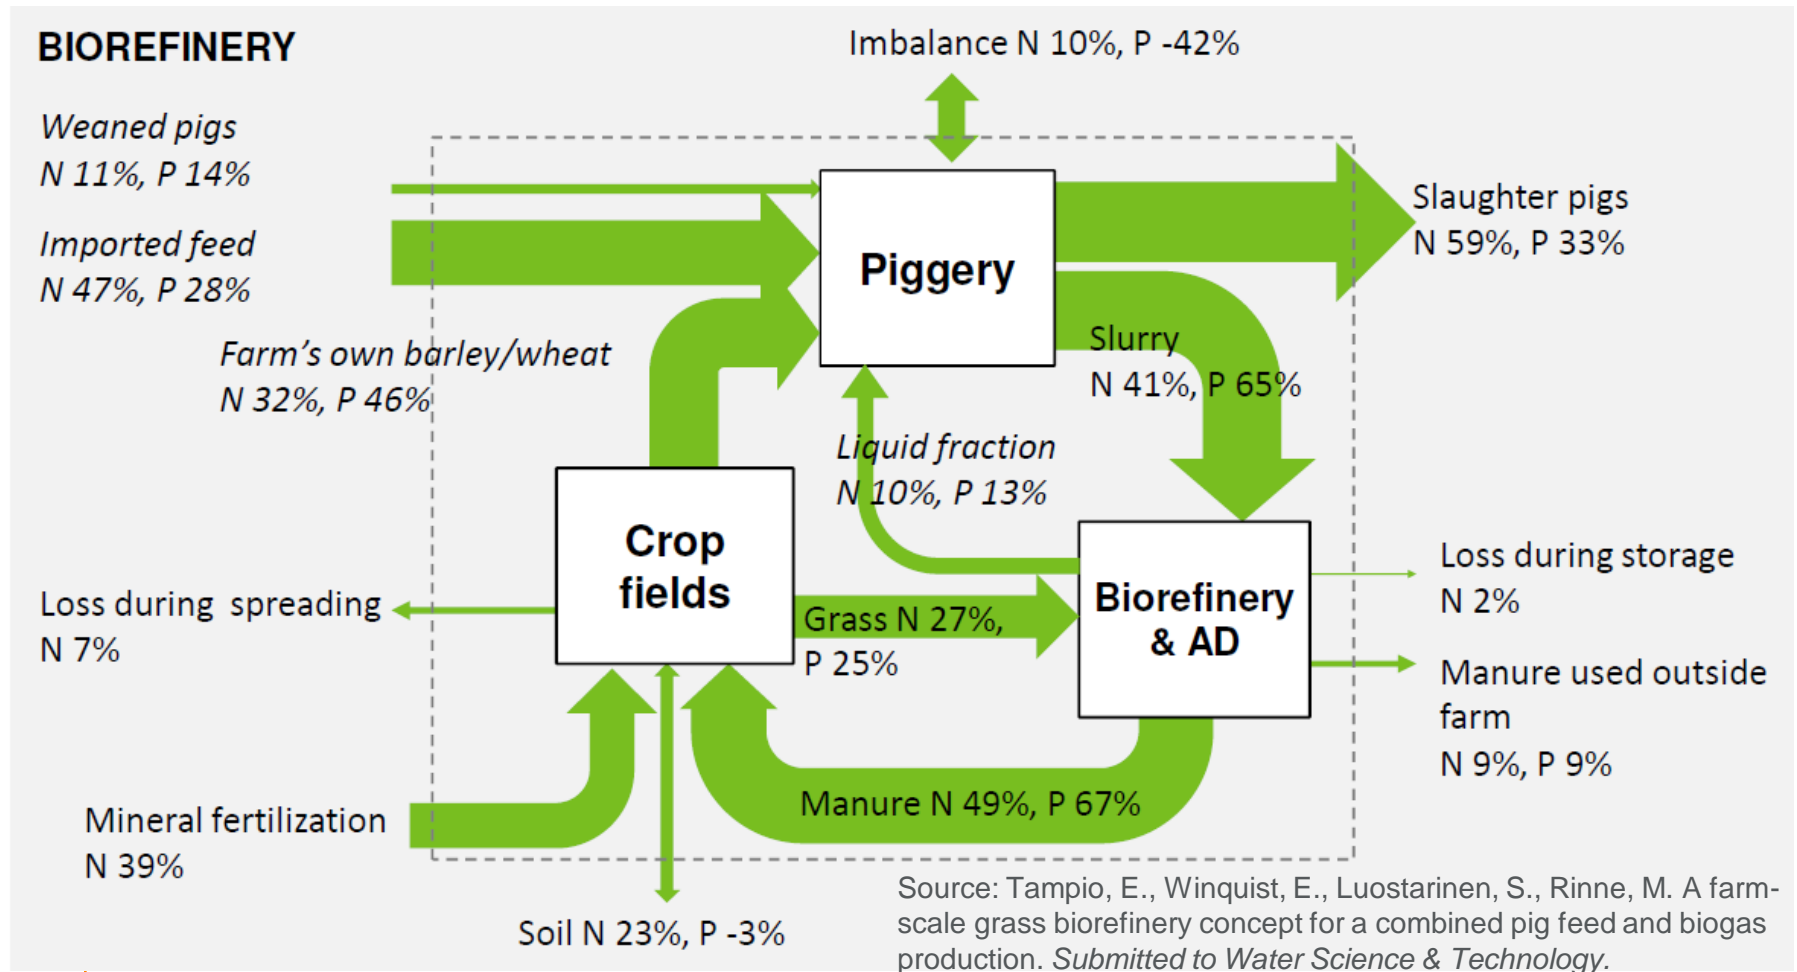 BIOREFINERY
Imbalance N 10%, P -42%
Weaned pigs
N 11%, P 14%
Imported feed
N 47%, P 28%
Piggery
Slaughter pigs
N 59%, P 33%
Farm's own barley/wheat
N 32%, P 46%
Slurry
N 41%, P 65%
Liquid fraction
N 10%, P 13%
Crop
fields
Loss during  spreading
N 7%
Grass N 27%,
P 25%
Biorefinery
& AD
Loss during storage
N 2%
Manure used outside
farm
N 9%, P 9%
Manure N 49%, P 67%
Mineral fertilization
N 39%
Soil N 23%, P -3%
Source: Tampio, E., Winquist, E., Luostarinen, S., Rinne, M. A farm-
scale grass biorefinery concept for a combined pig feed and biogas
production. Submitted to Water Science & Technology.